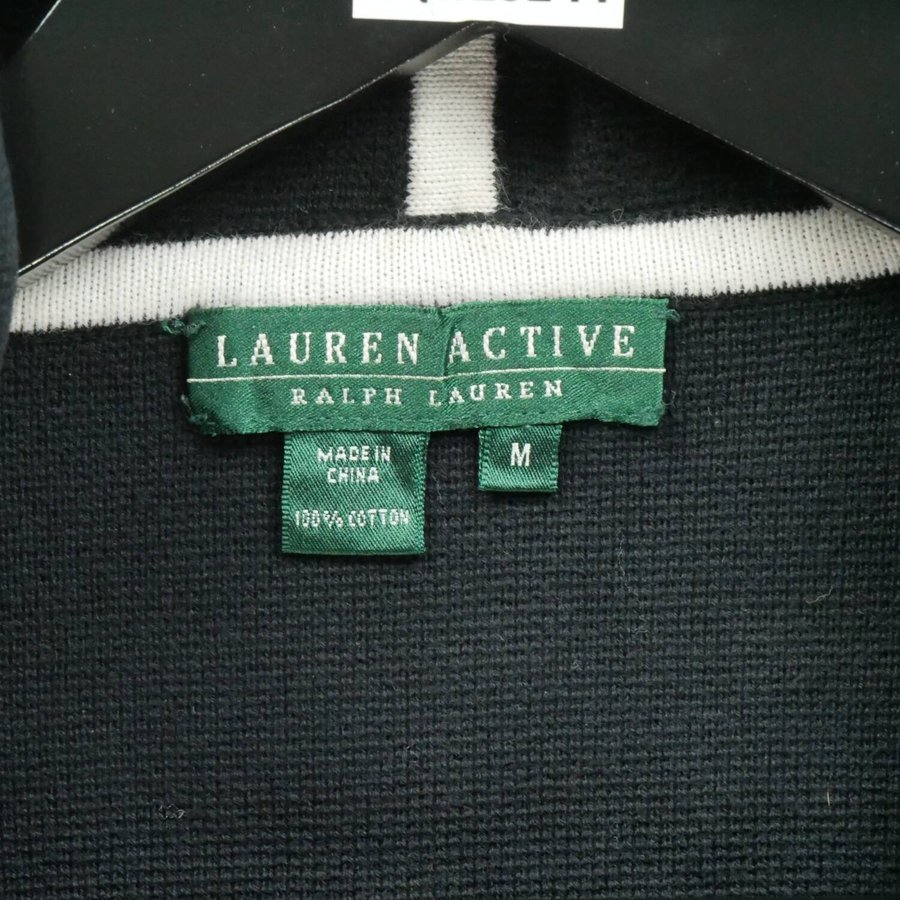 LAUREN ACTIVE
RALPH LAUREN
MADE IN
CHINA
100% COTTON
M